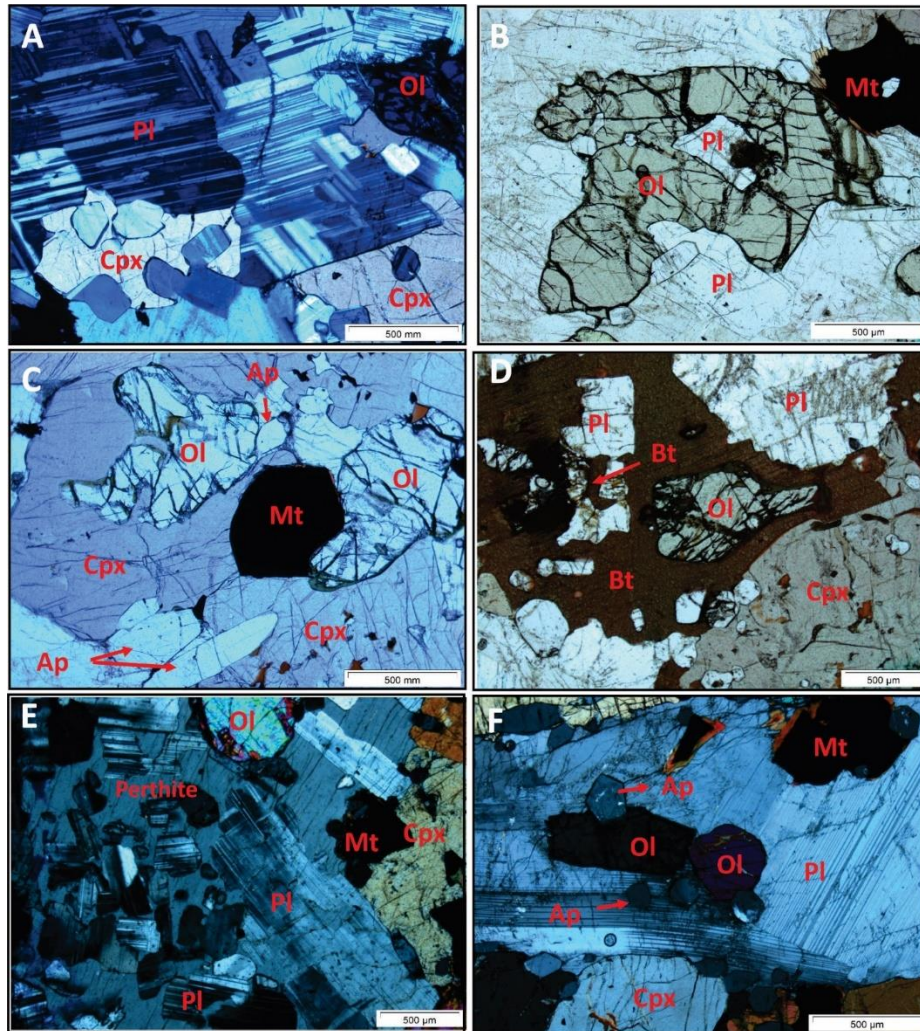 A
Ol
Pl
Cpx
Cpx
500 mm
B
Mt
Pl
Ol
Pl
500 µm
C
Ap
Ol
Ol
Mt
Cpx
Cpx
Ap
500 mm
D
Pl
Pl
Bt
Ol
Bt
Cpx
500 µm
E
Ol
Perthite
Mt
Cpx
Pl
Pl
500 µm
F
Mt
Ap
Ol
Ol
Pl
Ap
Cpx
500 µm